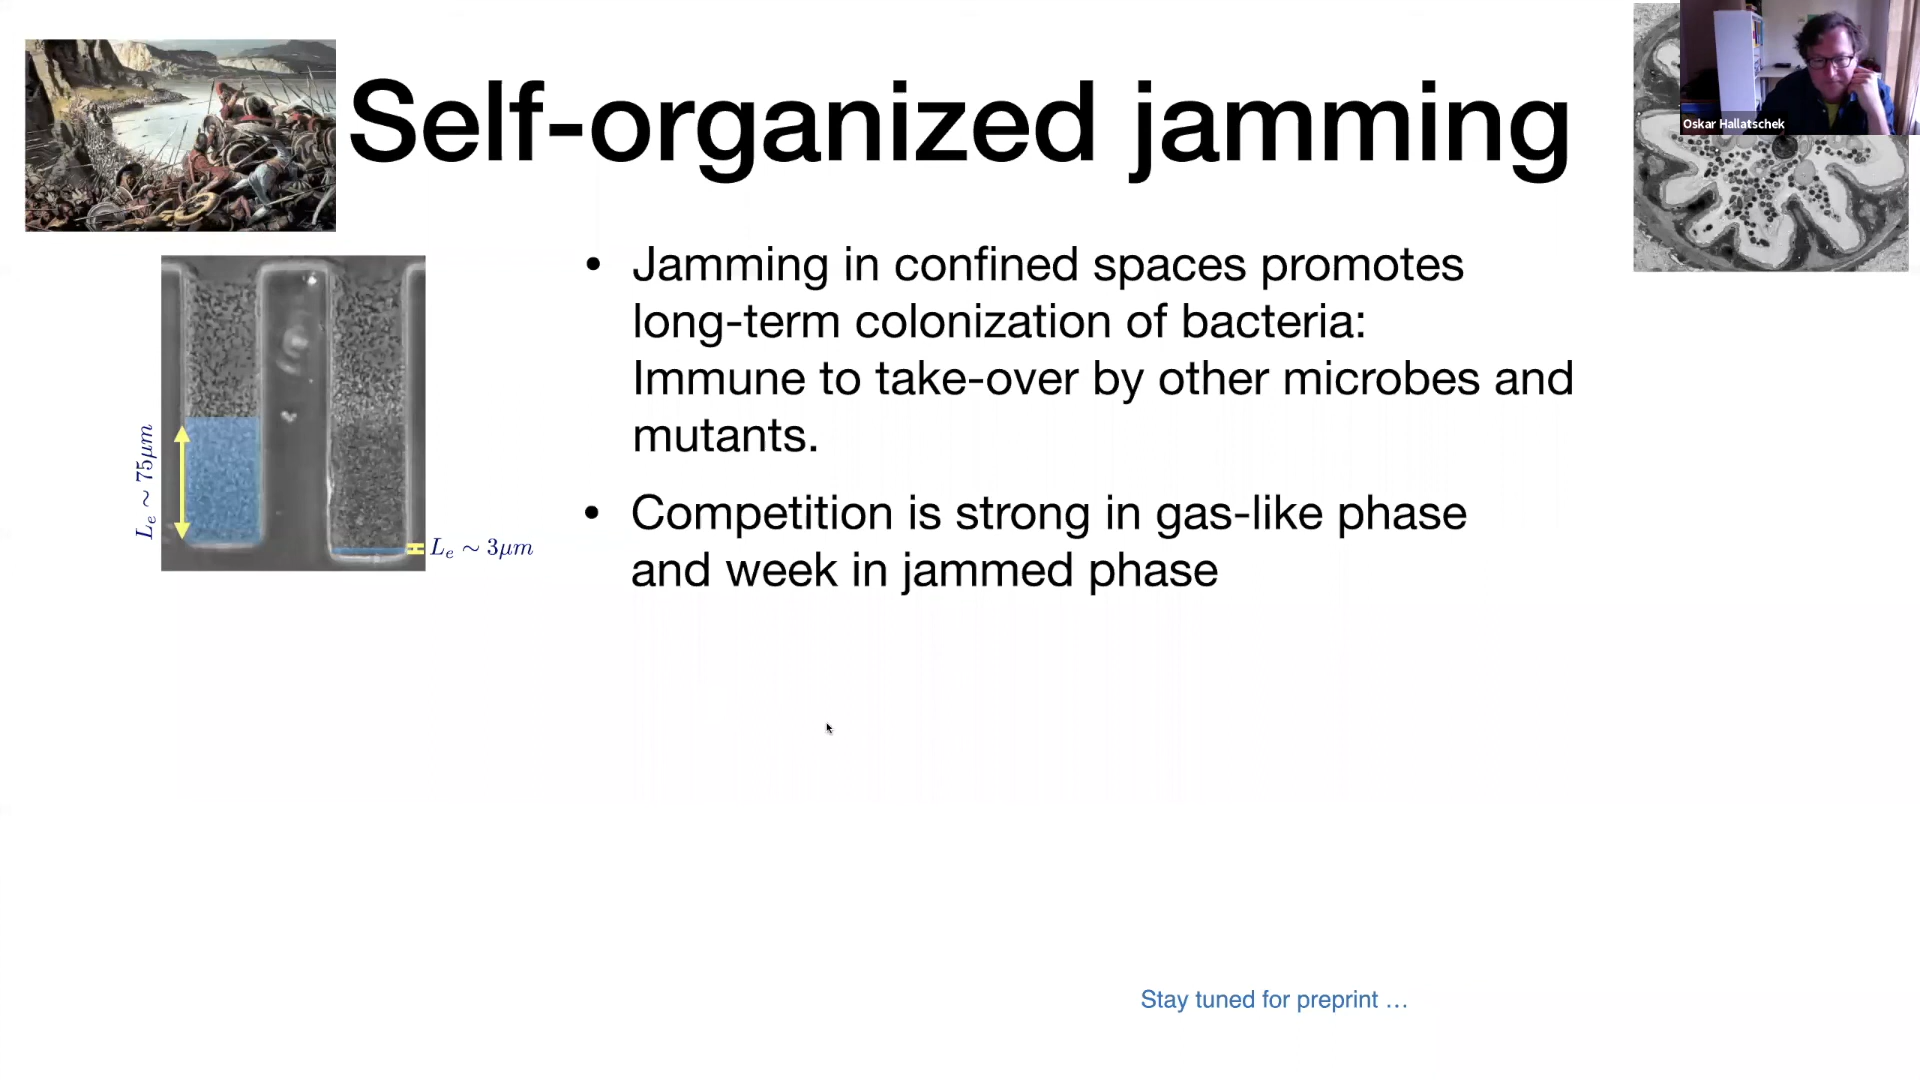 Self-organized jamming
Oskar Hallatschek
• Jamming in confined spaces promotes
long-term colonization of bacteria:
Immune to take-over by other microbes and
mutants.
• Competition is strong in gas-like phase
and week in jammed phase
Lₑ ∼ 75μm
Lₑ ∼ 3μm
Stay tuned for preprint …